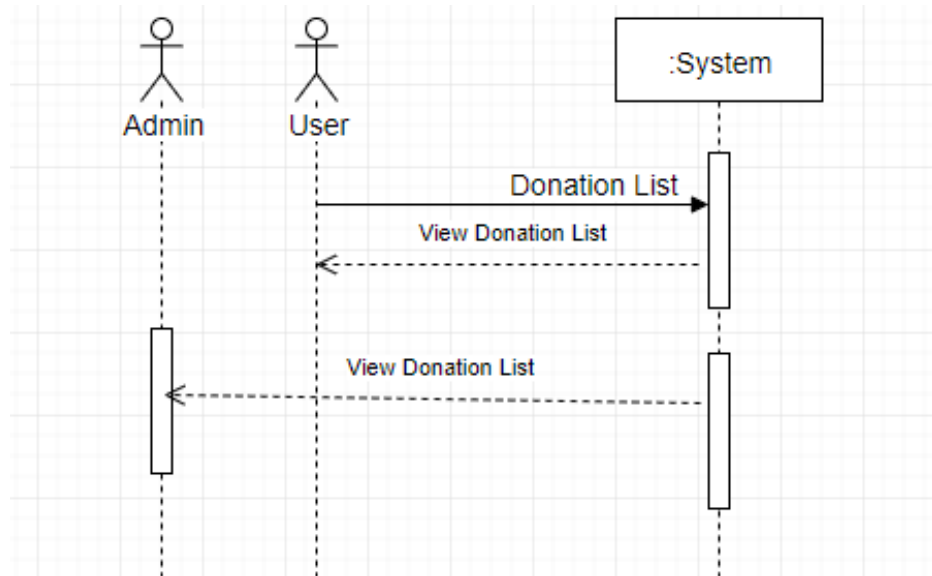 :System
Admin
User
Donation List
View Donation List
View Donation List